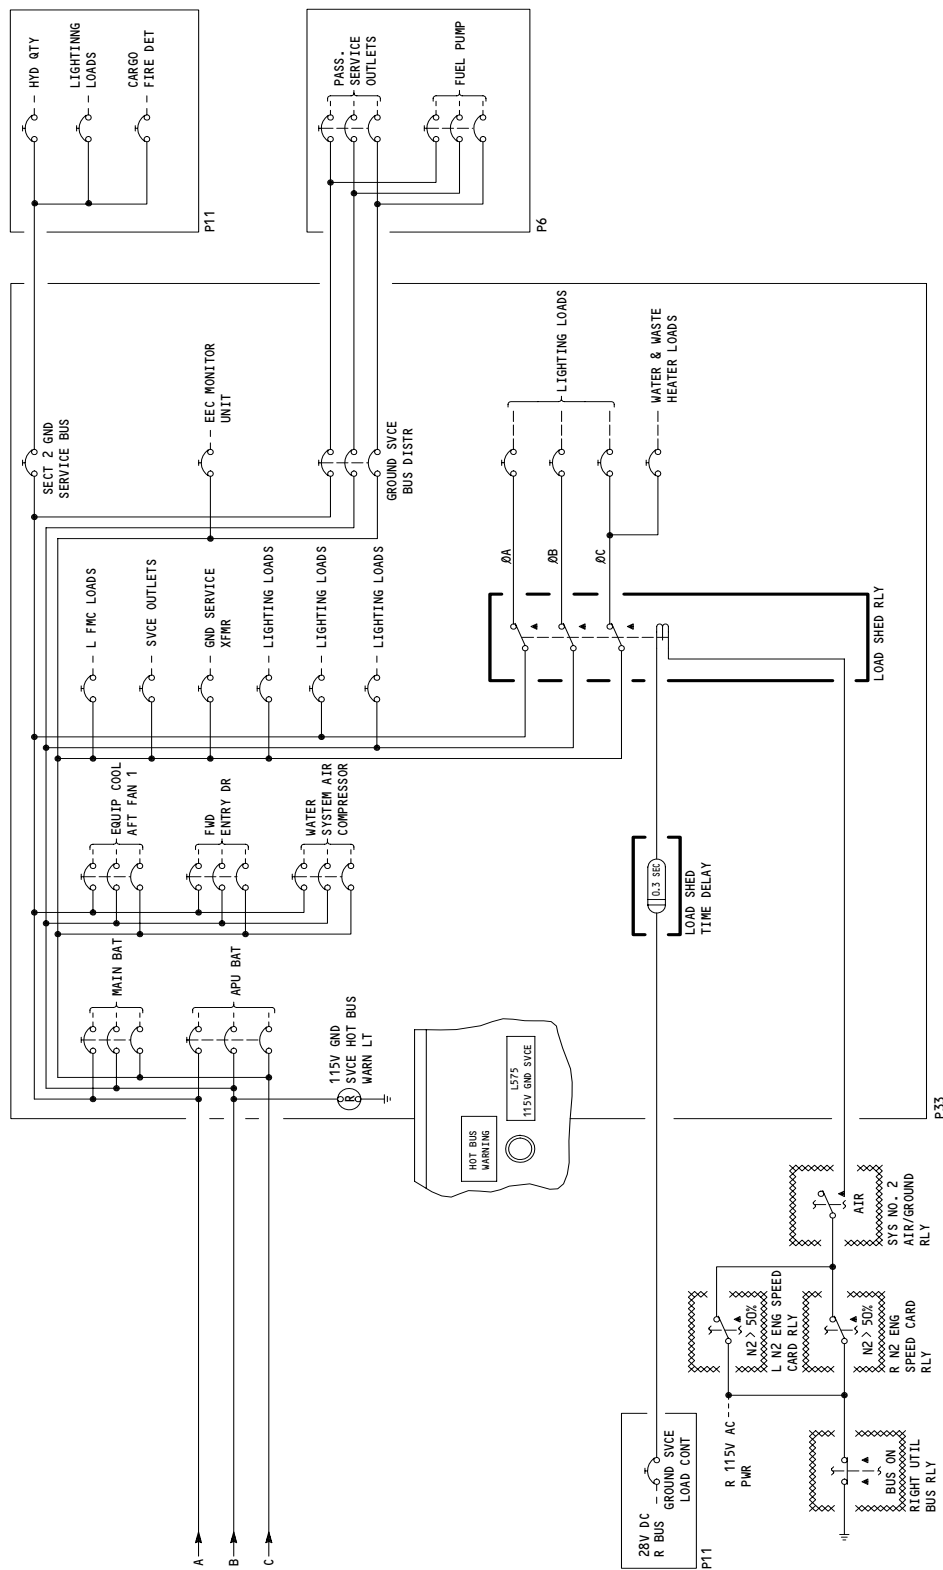 HYD QTY
LIGHTINNG
LOADS
CARGO
FIRE DET
P11
PASS.
SERVICE
OUTLETS
FUEL PUMP
P6
SECT 2 GND
SERVICE BUS
EEC MONITOR
UNIT
GROUND SVCE
BUS DISTR
LIGHTING LOADS
WATER & WASTE
HEATER LOADS
L FMC LOADS
SVCE OUTLETS
GND SERVICE
XFMR
LIGHTING LOADS
LIGHTING LOADS
LIGHTING LOADS
ØA
ØB
ØC
LOAD SHED RLY
EQUIP COOL
AFT FAN 1
FWD
ENTRY DR
WATER
SYSTEM AIR
COMPRESSOR
0.3 SEC
LOAD SHED
TIME DELAY
MAIN BAT
APU BAT
115V GND
SVCE HOT BUS
WARN LT
R
HOT BUS
WARNING
L575
115V GND SVCE
P33
A
B
C
AIR
SYS NO. 2
AIR/GROUND
RLY
N2 > 50%
L N2 ENG SPEED
CARD RLY
N2 > 50%
R N2 ENG
SPEED CARD
RLY
R 115V AC
PWR
28V DC
R BUS
GROUND SVCE
LOAD CONT
P11
BUS ON
RIGHT UTIL
BUS RLY